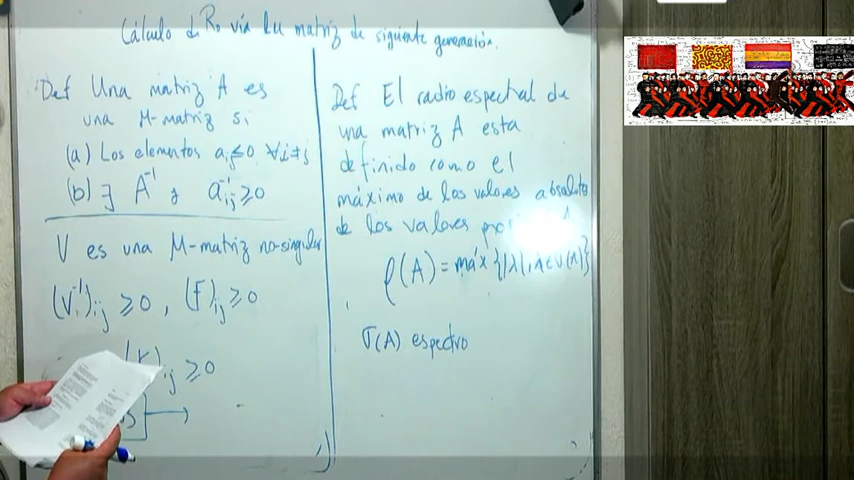 Cálculo de R₀ vía la matriz de siguiente generación.
Def Una matriz A es
una M-matriz si
(a) Los elementos aij ≤ 0 ∀i≠j
(b) ∃ A⁻¹ y a⁻¹ij ≥ 0
V es una M-matriz no-singular
(V⁻¹)ij ≥ 0, (F)ij ≥ 0
ij ≥ 0
Def El radio espectral de
una matriz A esta
definido como el
máximo de los valores absolutos
de los valores
ρ(A) = máx {|λ|, λ ∈ σ(A)}
σ(A) espectro